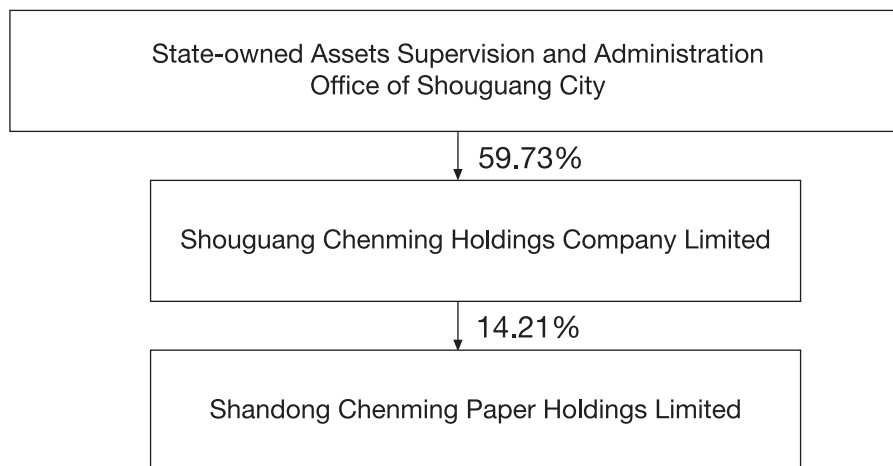 State-owned Assets Supervision and Administration
Office of Shouguang City
59.73%
Shouguang Chenming Holdings Company Limited
14.21%
Shandong Chenming Paper Holdings Limited